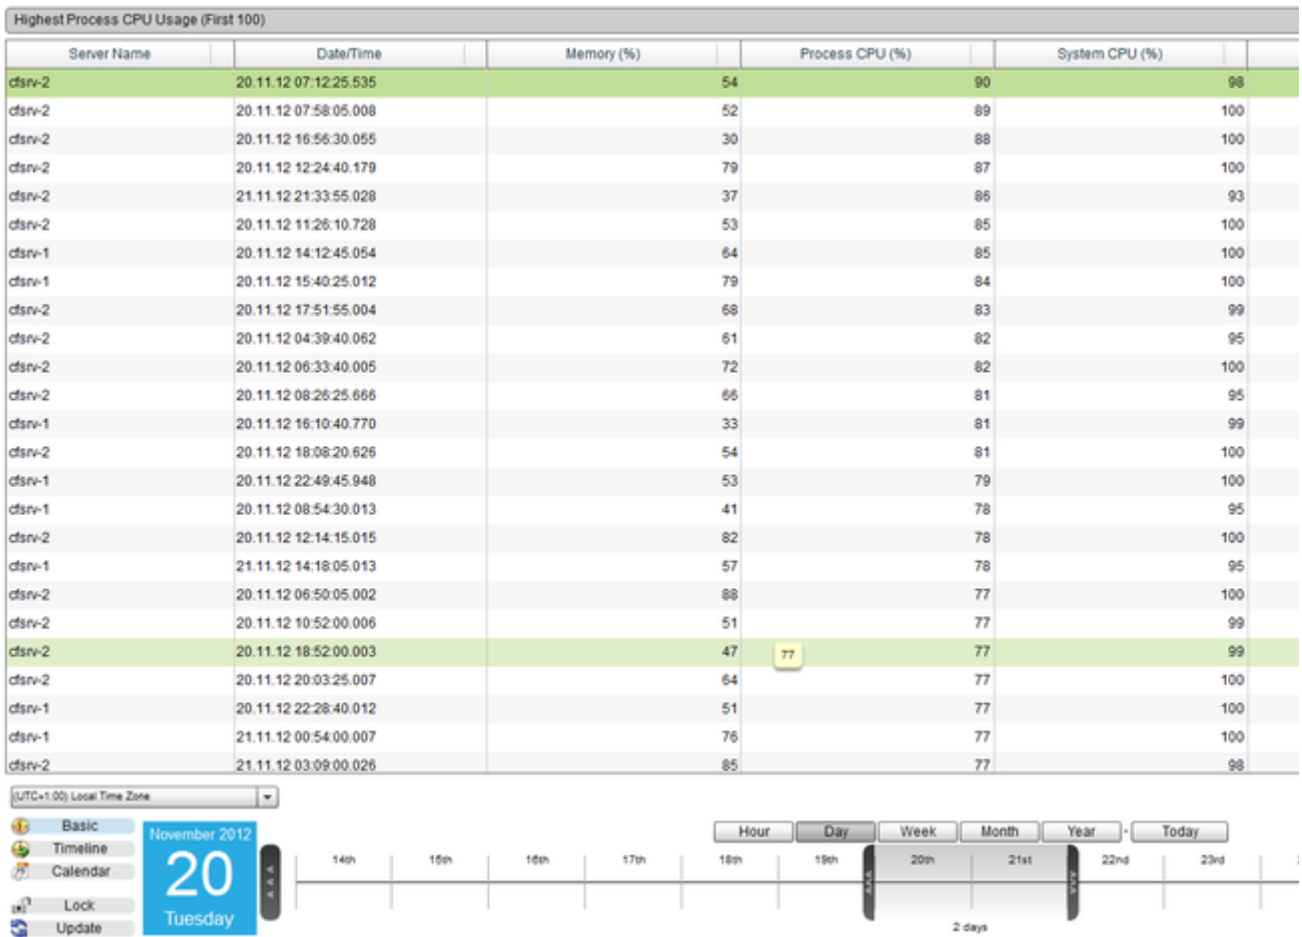 Highest Process CPU Usage (First 100)
Server Name Date/Time Memory (%) Process CPU (%) System CPU (%)
cfsrv-2 20.11.12 07:12:25.535 54 90 98
cfsrv-2 20.11.12 07:58:05.008 52 89 100
cfsrv-2 20.11.12 16:56:30.055 30 88 100
cfsrv-2 20.11.12 12:24:40.179 79 87 100
cfsrv-2 21.11.12 21:33:55.028 37 86 93
cfsrv-2 20.11.12 11:26:10.728 53 85 100
cfsrv-1 20.11.12 14:12:45.054 64 85 100
cfsrv-1 20.11.12 15:40:25.012 79 84 100
cfsrv-2 20.11.12 17:51:55.004 68 83 99
cfsrv-2 20.11.12 04:39:40.062 61 82 95
cfsrv-2 20.11.12 06:33:40.005 72 82 100
cfsrv-2 20.11.12 08:26:25.666 66 81 95
cfsrv-1 20.11.12 16:10:40.770 33 81 99
cfsrv-2 20.11.12 18:08:20.626 54 81 100
cfsrv-1 20.11.12 22:49:45.948 53 79 100
cfsrv-1 20.11.12 08:54:30.013 41 78 95
cfsrv-2 20.11.12 12:14:15.015 82 78 100
cfsrv-1 21.11.12 14:18:05.013 57 78 95
cfsrv-2 20.11.12 06:50:05.002 88 77 100
cfsrv-2 20.11.12 10:52:00.006 51 77 99
cfsrv-2 20.11.12 18:52:00.003 47 77 77 99
cfsrv-2 20.11.12 20:03:25.007 64 77 100
cfsrv-1 20.11.12 22:28:40.012 51 77 100
cfsrv-1 21.11.12 00:54:00.007 76 77 100
cfsrv-2 21.11.12 03:09:00.026 85 77 98
(UTC+1:00) Local Time Zone
Basic
Timeline
Calendar
Lock
Update
November 2012
20
Tuesday
Hour Day Week Month Year - Today
14th 15th 16th 17th 18th 19th 20th 21st 22nd 23rd
2 days